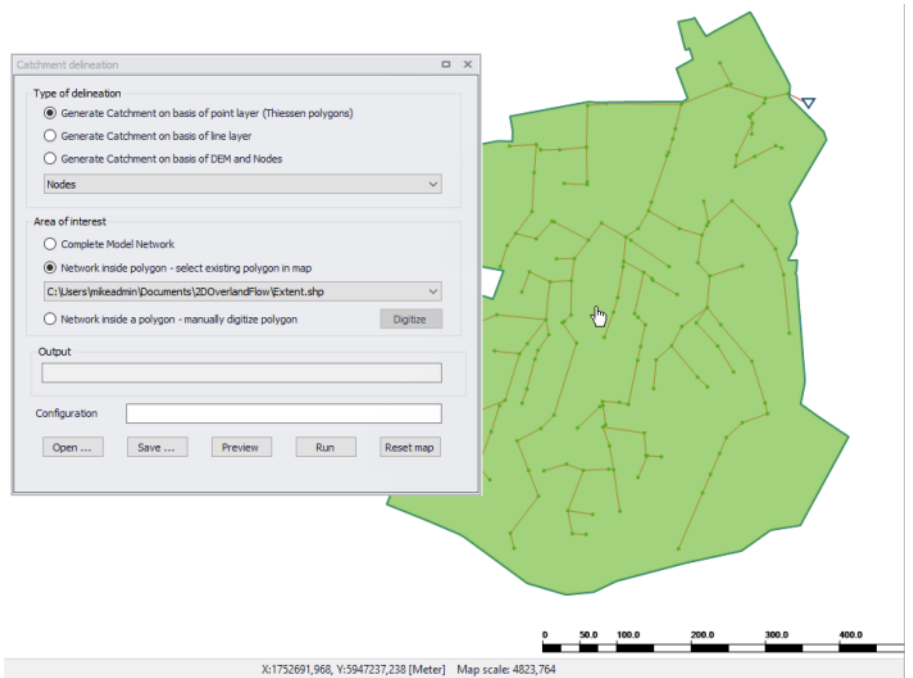 Catchment delineation
Type of delineation
Generate Catchment on basis of point layer (Thiessen polygons)
Generate Catchment on basis of line layer
Generate Catchment on basis of DEM and Nodes
Nodes
Area of interest
Complete Model Network
Network inside polygon - select existing polygon in map
C:\Users\mikeadmin\Documents\2DOverlandFlow\Extent.shp
Network inside a polygon - manually digitize polygon Digitize
Output
Configuration
Open ... Save ... Preview Run Reset map
0 50.0 100.0 200.0 300.0 400.0
X:1752691,968, Y:5947237,238 [Meter] Map scale: 4823,764